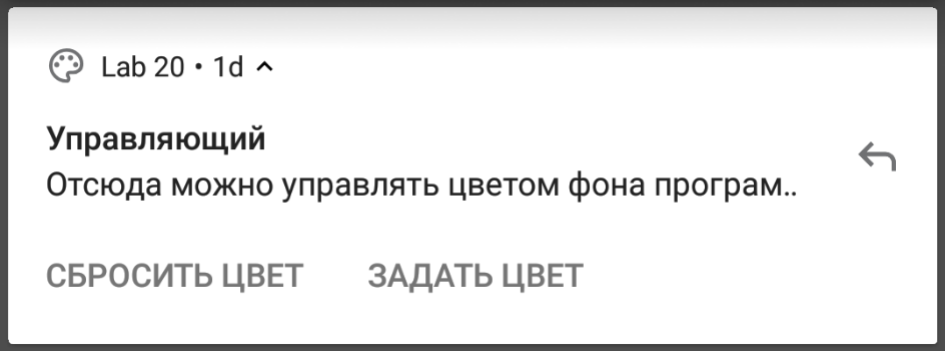 Lab 20 • 1d
Управляющий
Отсюда можно управлять цветом фона програм..
СБРОСИТЬ ЦВЕТ ЗАДАТЬ ЦВЕТ